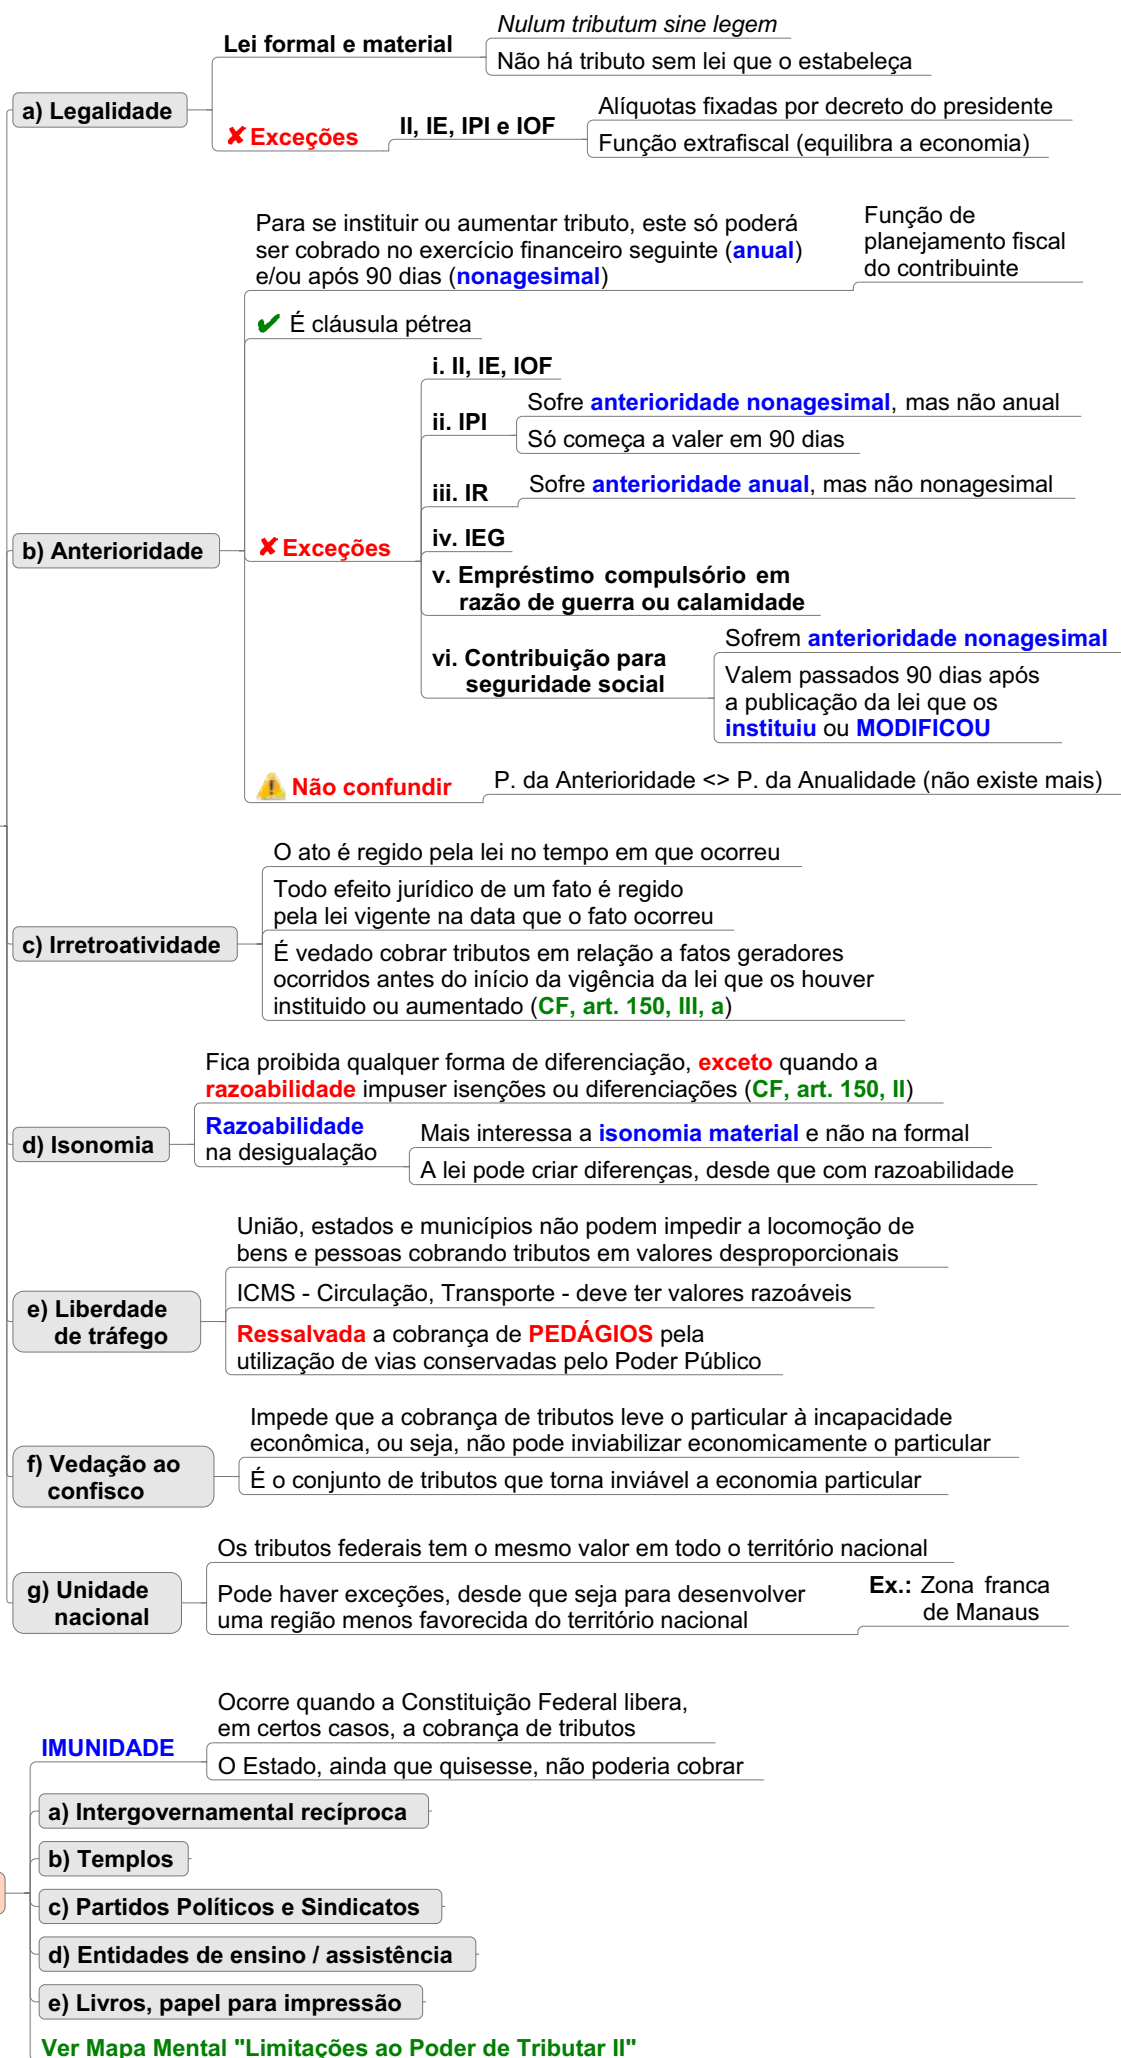 a) Legalidade
Lei formal e material
Nulum tributum sine legem
Não há tributo sem lei que o estabeleça
✘ Exceções
II, IE, IPI e IOF
Alíquotas fixadas por decreto do presidente
Função extrafiscal (equilibra a economia)
b) Anterioridade
Para se instituir ou aumentar tributo, este só poderá
ser cobrado no exercício financeiro seguinte (anual)
e/ou após 90 dias (nonagesimal)
Função de
planejamento fiscal
do contribuinte
✔ É cláusula pétrea
✘ Exceções
i. II, IE, IOF
ii. IPI
Sofre anterioridade nonagesimal, mas não anual
Só começa a valer em 90 dias
iii. IR
Sofre anterioridade anual, mas não nonagesimal
iv. IEG
v. Empréstimo compulsório em
razão de guerra ou calamidade
vi. Contribuição para
seguridade social
Sofrem anterioridade nonagesimal
Valem passados 90 dias após
a publicação da lei que os
instituiu ou MODIFICOU
Não confundir
P. da Anterioridade <> P. da Anualidade (não existe mais)
c) Irretroatividade
O ato é regido pela lei no tempo em que ocorreu
Todo efeito jurídico de um fato é regido
pela lei vigente na data que o fato ocorreu
É vedado cobrar tributos em relação a fatos geradores
ocorridos antes do início da vigência da lei que os houver
instituido ou aumentado (CF, art. 150, III, a)
d) Isonomia
Fica proibida qualquer forma de diferenciação, exceto quando a
razoabilidade impuser isenções ou diferenciações (CF, art. 150, II)
Razoabilidade
na desigualação
Mais interessa a isonomia material e não na formal
A lei pode criar diferenças, desde que com razoabilidade
e) Liberdade
de tráfego
União, estados e municípios não podem impedir a locomoção de
bens e pessoas cobrando tributos em valores desproporcionais
ICMS - Circulação, Transporte - deve ter valores razoáveis
Ressalvada a cobrança de PEDÁGIOS pela
utilização de vias conservadas pelo Poder Público
f) Vedação ao
confisco
Impede que a cobrança de tributos leve o particular à incapacidade
econômica, ou seja, não pode inviabilizar economicamente o particular
É o conjunto de tributos que torna inviável a economia particular
g) Unidade
nacional
Os tributos federais tem o mesmo valor em todo o território nacional
Pode haver exceções, desde que seja para desenvolver
uma região menos favorecida do território nacional
Ex.: Zona franca
de Manaus
IMUNIDADE
Ocorre quando a Constituição Federal libera,
em certos casos, a cobrança de tributos
O Estado, ainda que quisesse, não poderia cobrar
a) Intergovernamental recíproca
b) Templos
c) Partidos Políticos e Sindicatos
d) Entidades de ensino / assistência
e) Livros, papel para impressão
Ver Mapa Mental "Limitações ao Poder de Tributar II"